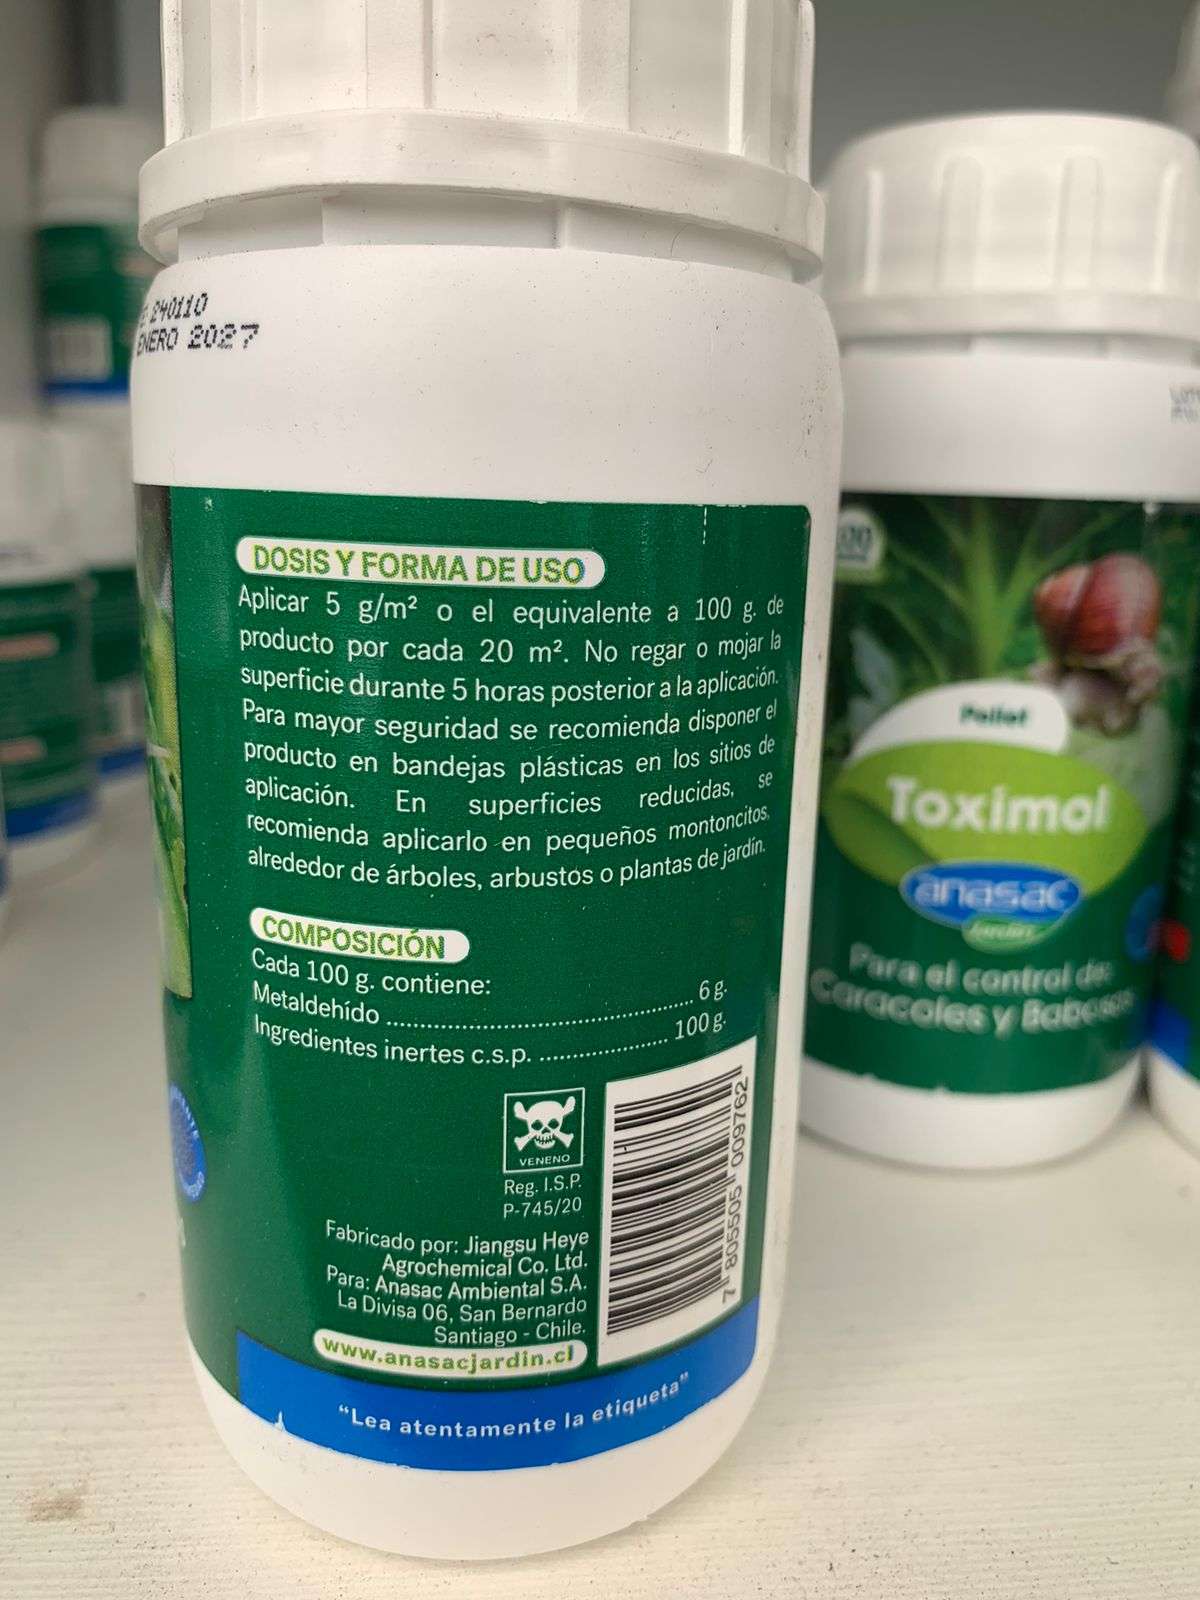 240110
ENERO 2027
DOSIS Y FORMA DE USO
Aplicar 5 g/m² o el equivalente a 100 g. de
producto por cada 20 m². No regar o mojar la
superficie durante 5 horas posterior a la aplicación.
Para mayor seguridad se recomienda disponer el
producto en bandejas plásticas en los sitios de
aplicación. En superficies reducidas, se
recomienda aplicarlo en pequeños montoncitos,
alrededor de árboles, arbustos o plantas de jardín.
COMPOSICIÓN
Cada 100 g. contiene:
Metaldehído ........................................ 6 g.
Ingredientes inertes c.s.p. .................... 100 g.
VENENO
Reg. I.S.P.
P-745/20
Fabricado por: Jiangsu Heye
Agrochemical Co. Ltd.
Para: Anasac Ambiental S.A.
La Divisa 06, San Bernardo
Santiago - Chile.
www.anasacjardin.cl
7 805505 009762
"Lea atentamente la etiqueta"
Pellet
Toximol
anasac
Jardín
Para el control de
Caracoles y Babosas